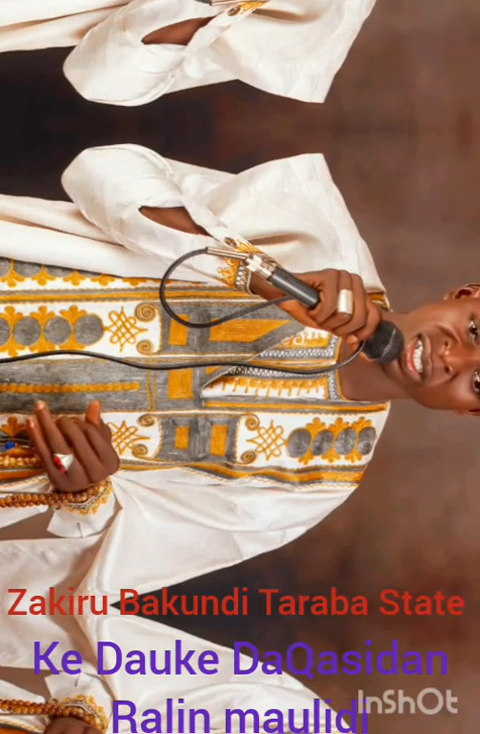 Zakiru Bakundi Taraba State
Ke Dauke DaQasidan
Ralin maulidi
InShOt